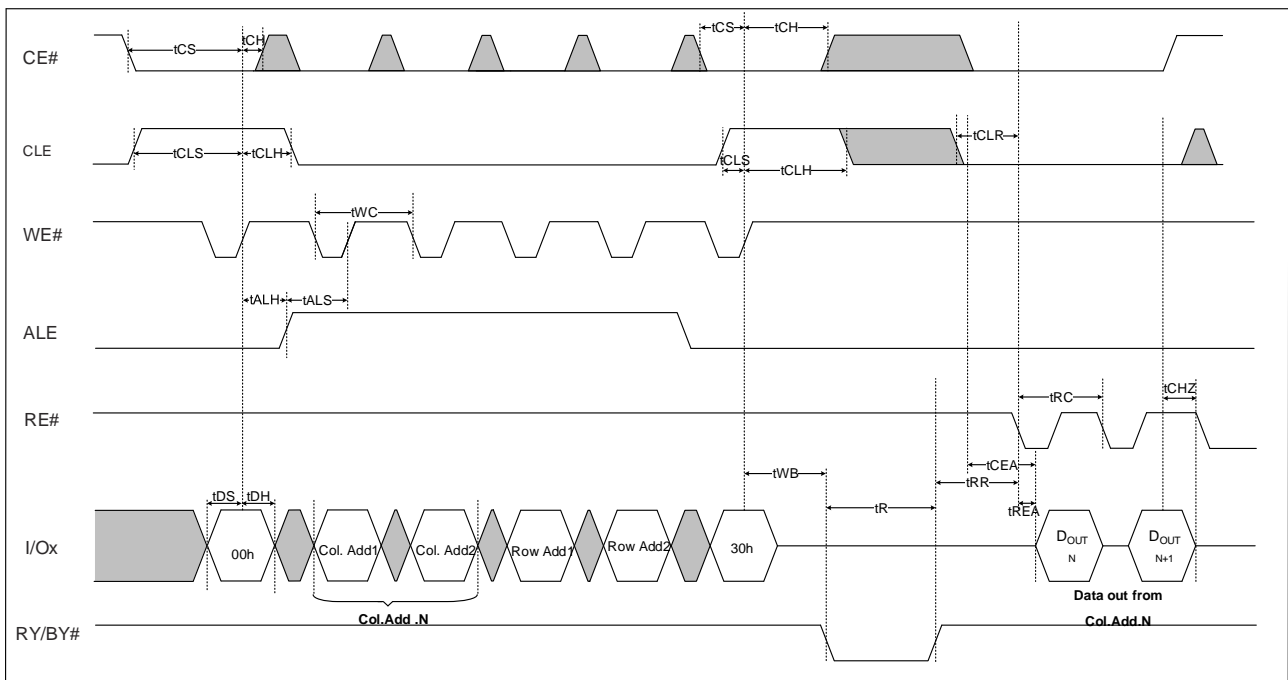 CE#
tCS
tCH
tCS
tCH
CLE
tCLS
tCLH
tCLS
tCLH
tCLR
WE#
tWC
ALE
tALH
tALS
RE#
tRC
tCHZ
I/Ox
tDS
tDH
tWB
tR
tCEA
tRR
tREA
00h
Col. Add1
Col. Add2
Row Add1
Row Add2
30h
DOUT
N
DOUT
N+1
Col.Add .N
Data out from
Col.Add.N
RY/BY#